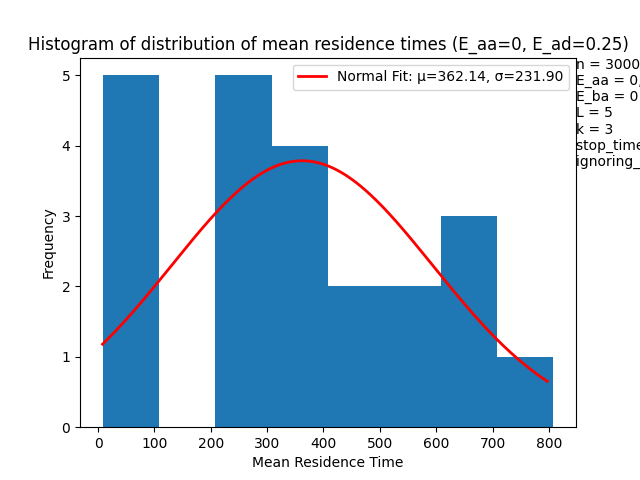 Histogram of distribution of mean residence times (E_aa=0, E_ad=0.25)
Normal Fit: μ=362.14, σ=231.90
n = 3000
E_aa = 0,
E_ba = 0
L = 5
k = 3
stop_time
ignoring_
Frequency
5
4
3
2
1
0
0 100 200 300 400 500 600 700 800
Mean Residence Time